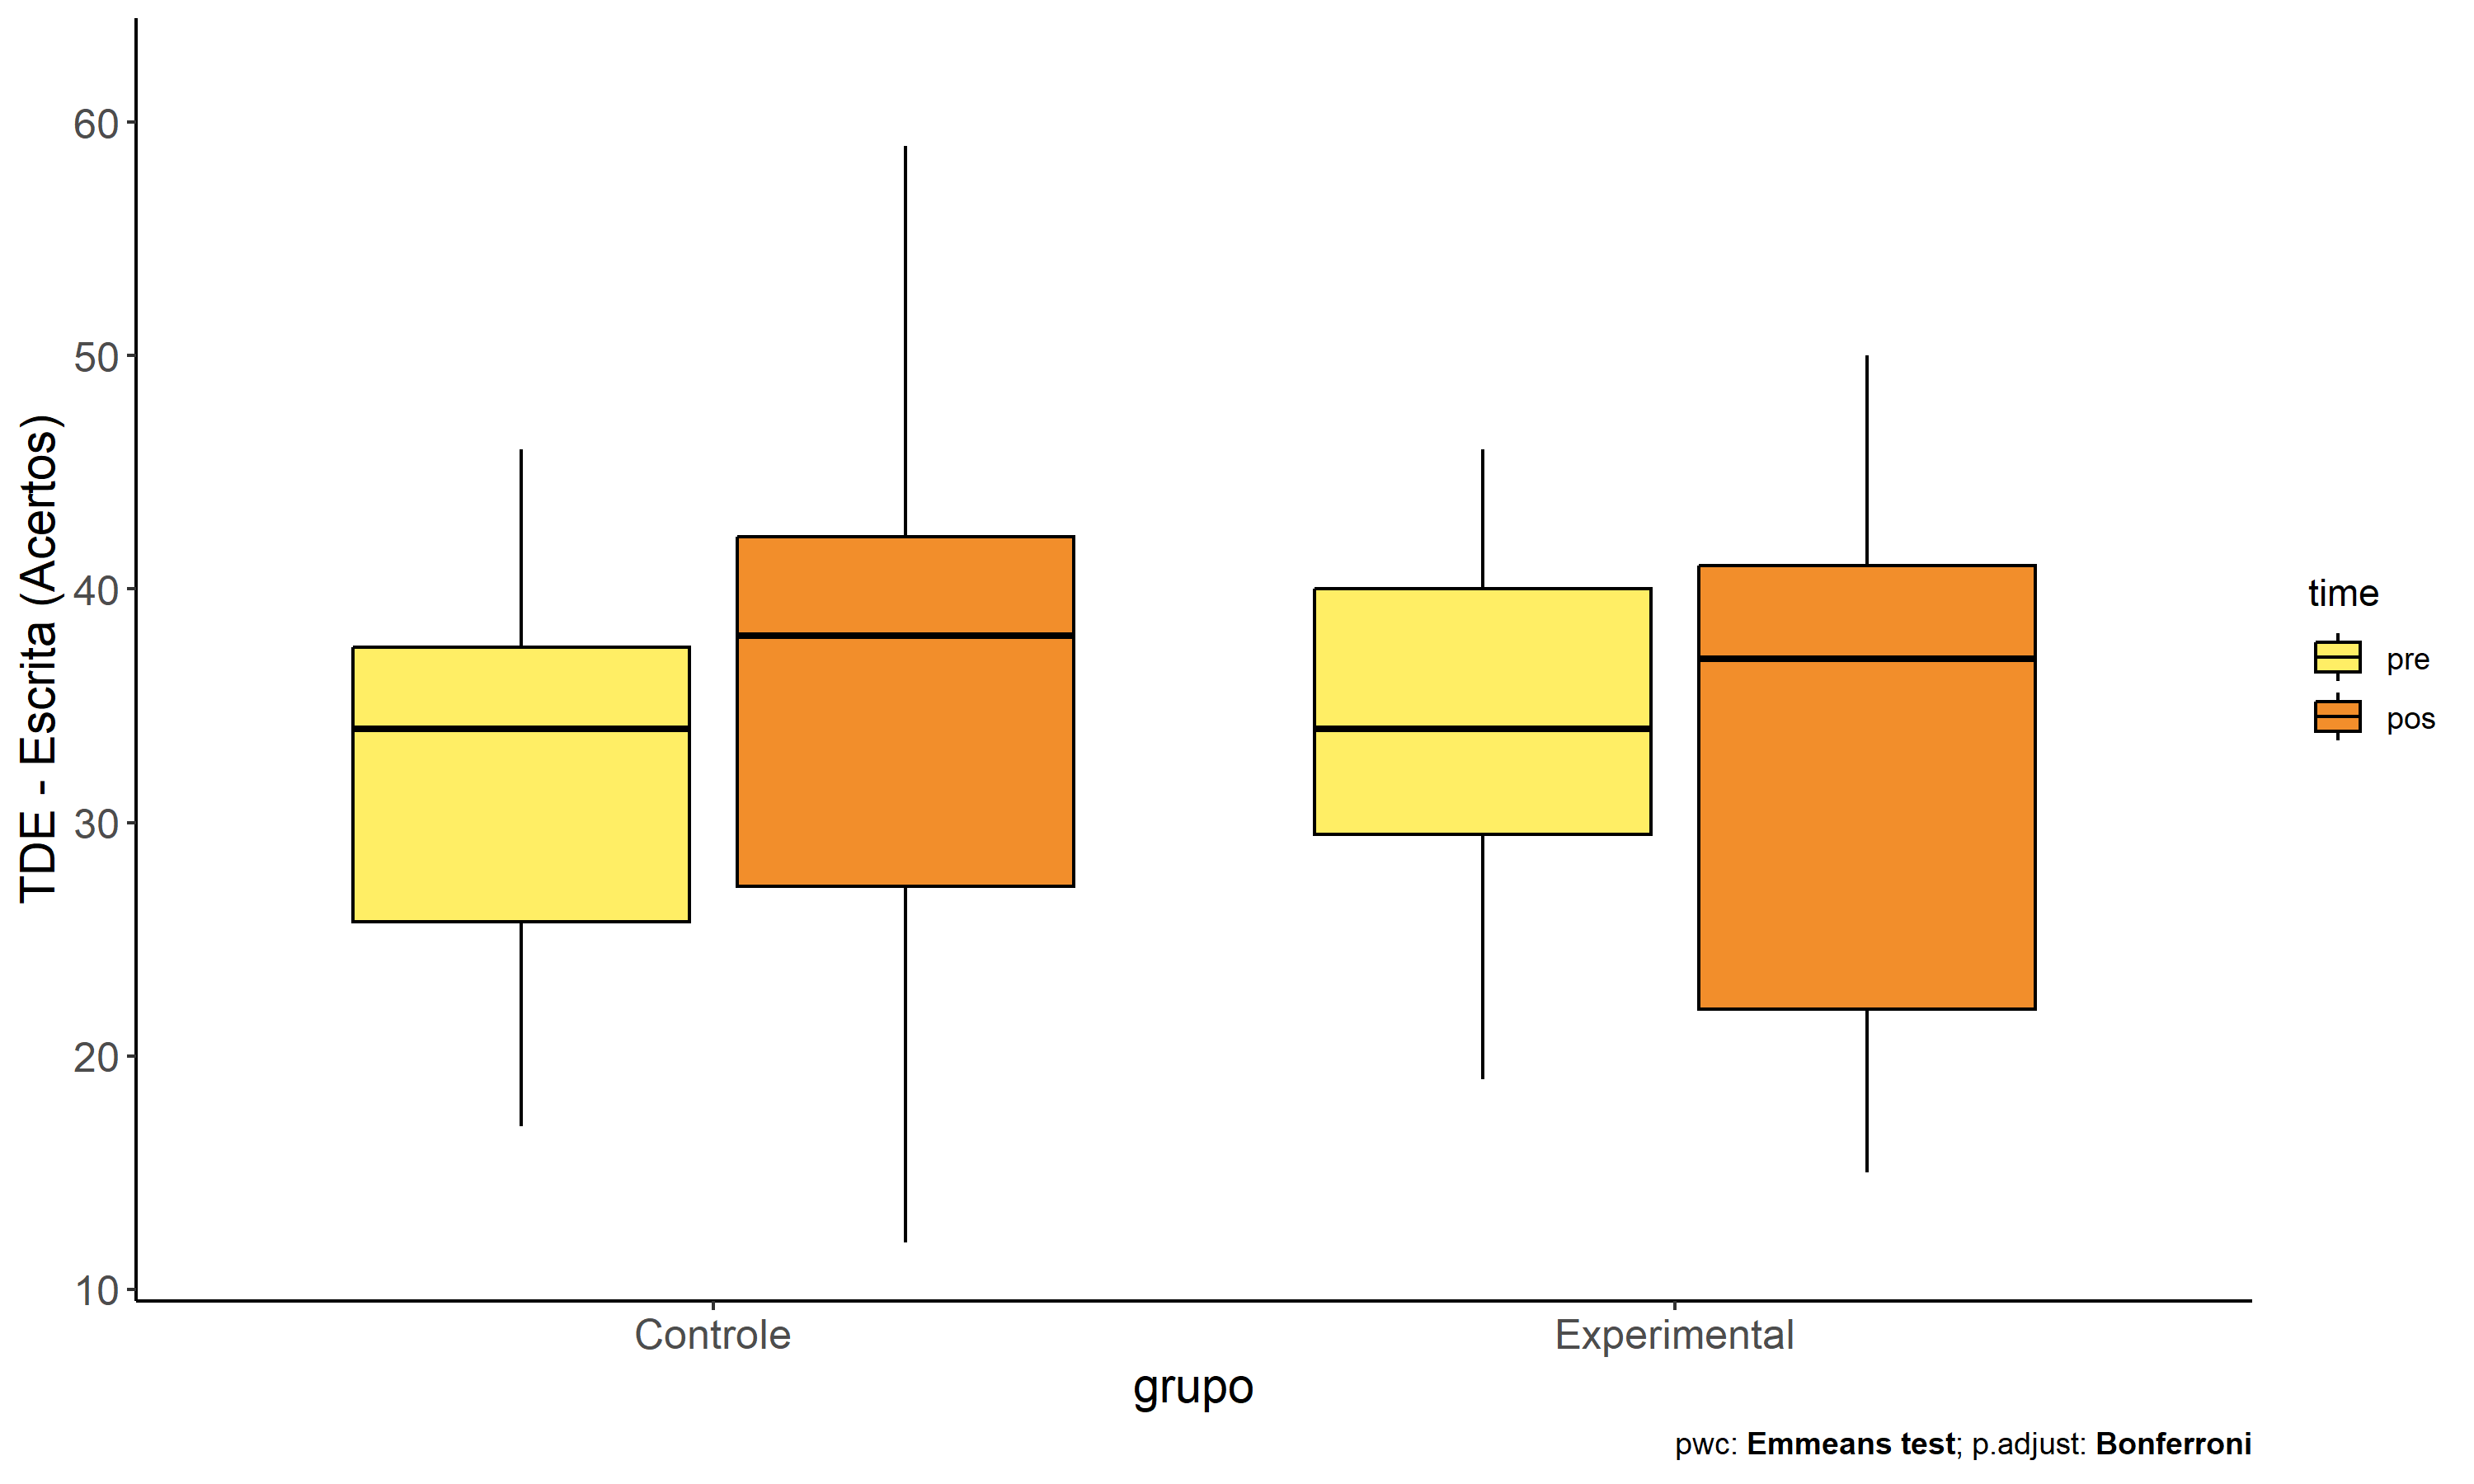 TDE - Escrita (Acertos)
60
50
40
30
20
10
Controle
Experimental
grupo
time
pre
pos
pwc: Emmeans test; p.adjust: Bonferroni